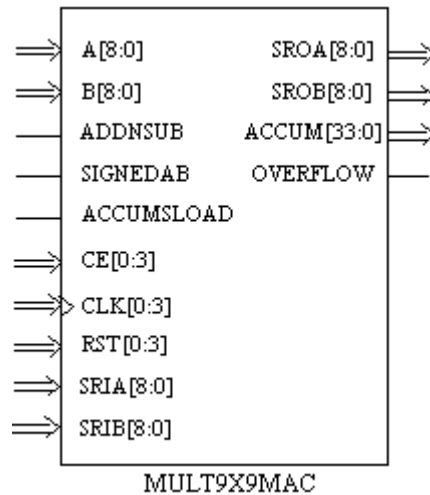 A[8:0] SROA[8:0]
B[8:0] SROB[8:0]
ADDNSUB ACCUM[33:0]
SIGNEDAB OVERFLOW
ACCUMSLOAD
CE[0:3]
CLK[0:3]
RST[0:3]
SRIA[8:0]
SRIB[8:0]
MULT9X9MAC